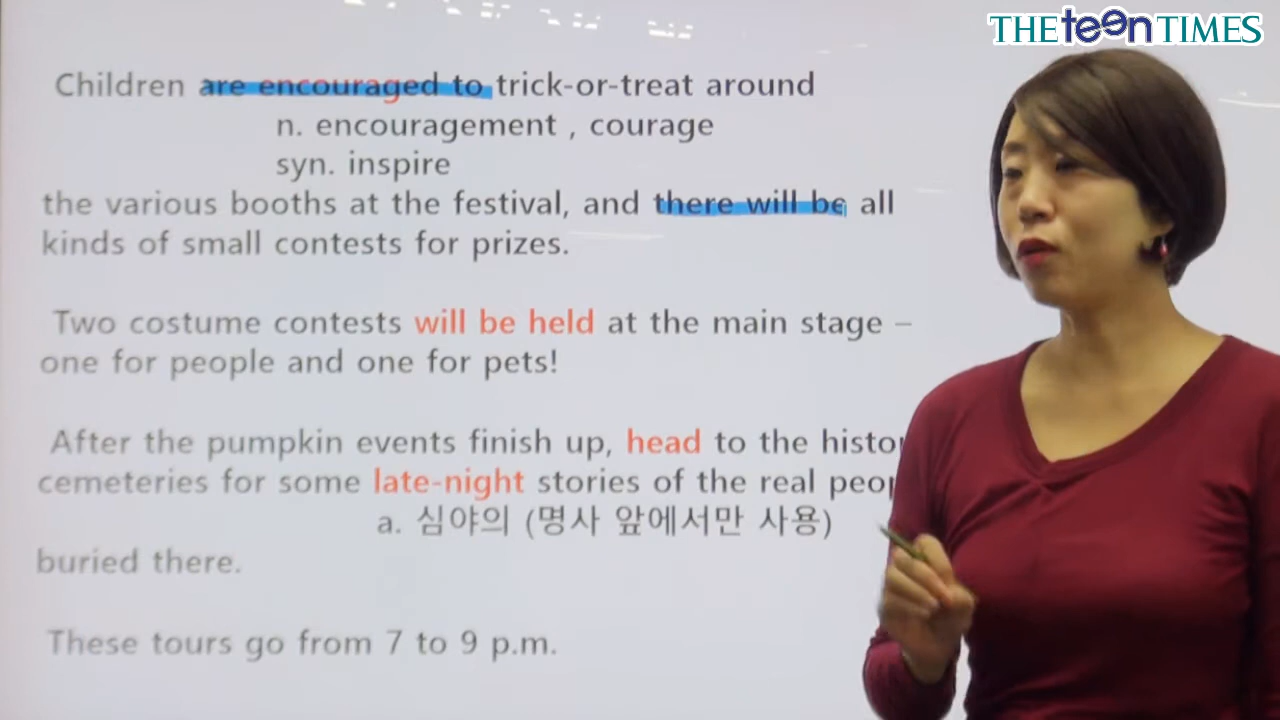 THE teen TIMES
Children are encouraged to trick-or-treat around
n. encouragement , courage
syn. inspire
the various booths at the festival, and there will be all
kinds of small contests for prizes.
Two costume contests will be held at the main stage –
one for people and one for pets!
After the pumpkin events finish up, head to the
cemeteries for some late-night stories of the real
a. 심야의 (명사 앞에서만 사용)
buried there.
These tours go from 7 to 9 p.m.